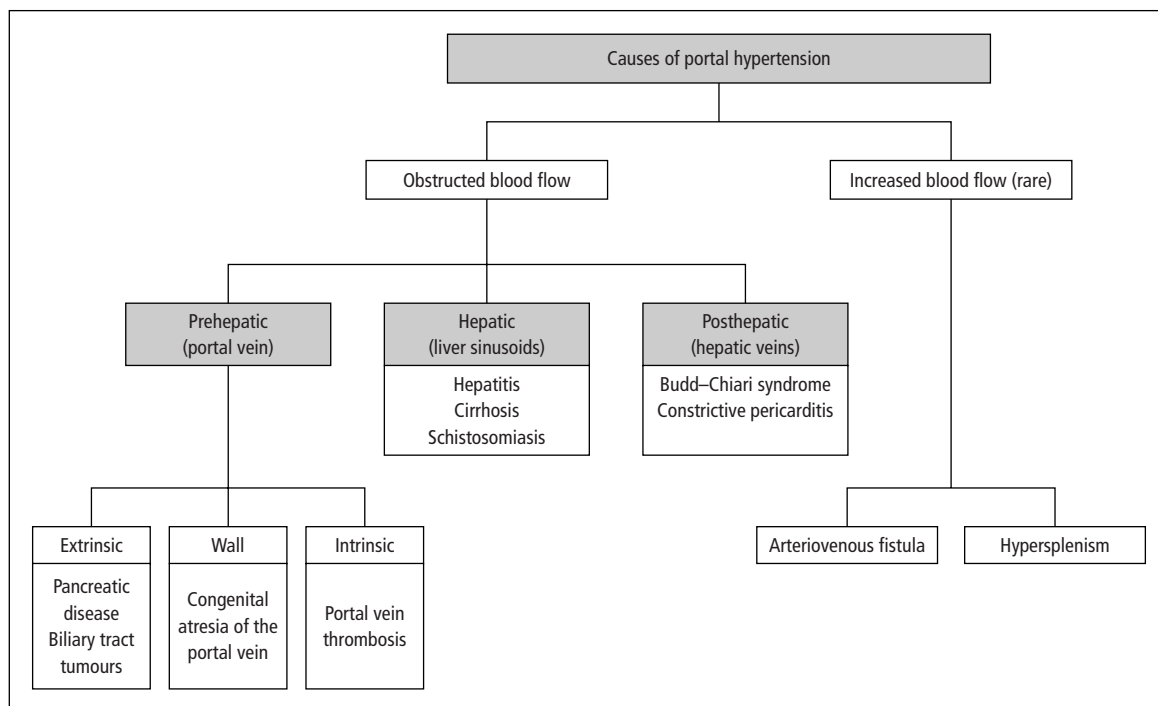 Causes of portal hypertension
Obstructed blood flow
Increased blood flow (rare)
Prehepatic
(portal vein)
Hepatic
(liver sinusoids)
Hepatitis
Cirrhosis
Schistosomiasis
Posthepatic
(hepatic veins)
Budd–Chiari syndrome
Constrictive pericarditis
Extrinsic
Pancreatic
disease
Biliary tract
tumours
Wall
Congenital
atresia of the
portal vein
Intrinsic
Portal vein
thrombosis
Arteriovenous fistula
Hypersplenism